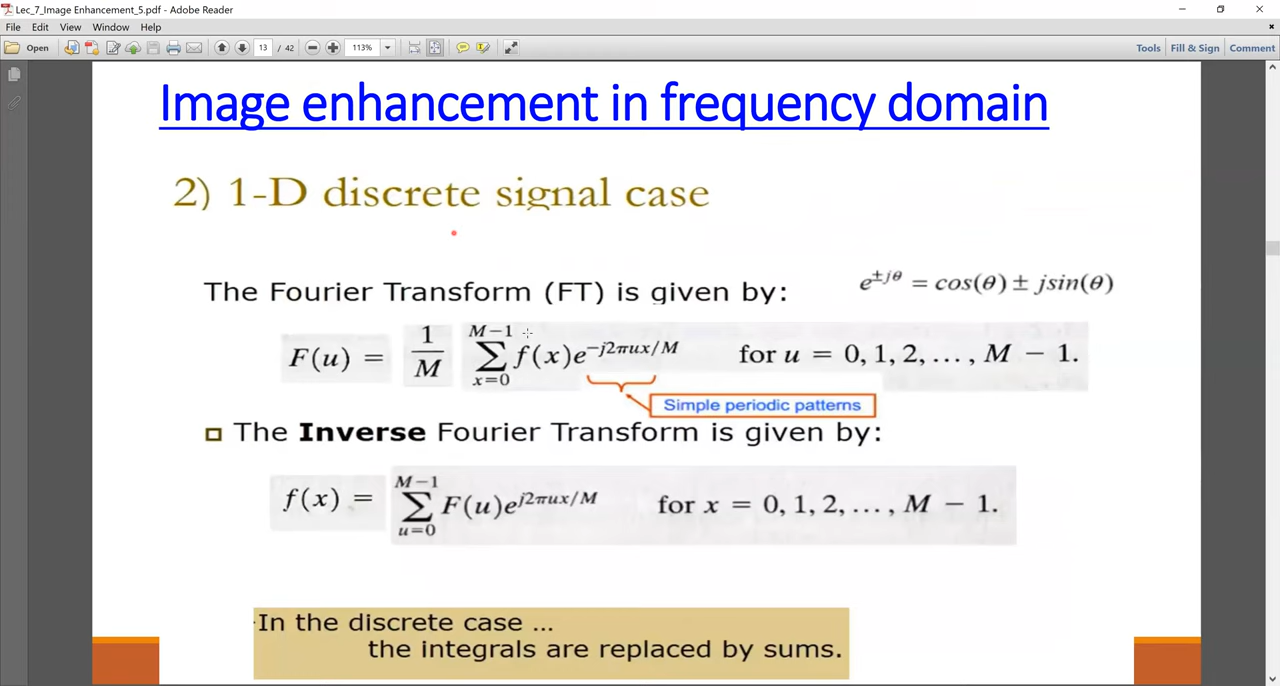 Lec_7_Image Enhancement_5.pdf - Adobe Reader
File Edit View Window Help
Open 13 / 42 113% Tools Fill & Sign Comment
Image enhancement in frequency domain
2) 1-D discrete signal case
The Fourier Transform (FT) is given by: e^{±jθ} = cos(θ) ± jsin(θ)
F(u) = \frac{1}{M} \sum_{x=0}^{M-1} f(x)e^{-j2πux/M} for u = 0, 1, 2, ..., M - 1.
Simple periodic patterns
The Inverse Fourier Transform is given by:
f(x) = \sum_{u=0}^{M-1} F(u)e^{j2πux/M} for x = 0, 1, 2, ..., M - 1.
In the discrete case ...
the integrals are replaced by sums.